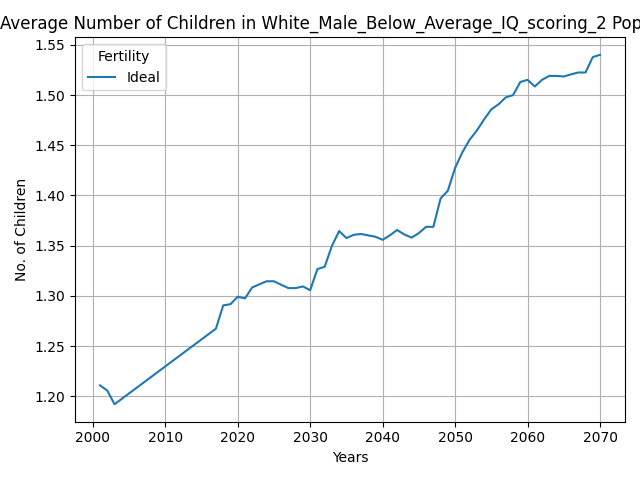 Average Number of Children in White_Male_Below_Average_IQ_scoring_2 Pop
Fertility
Ideal
No. of Children
1.55
1.50
1.45
1.40
1.35
1.30
1.25
1.20
2000 2010 2020 2030 2040 2050 2060 2070
Years